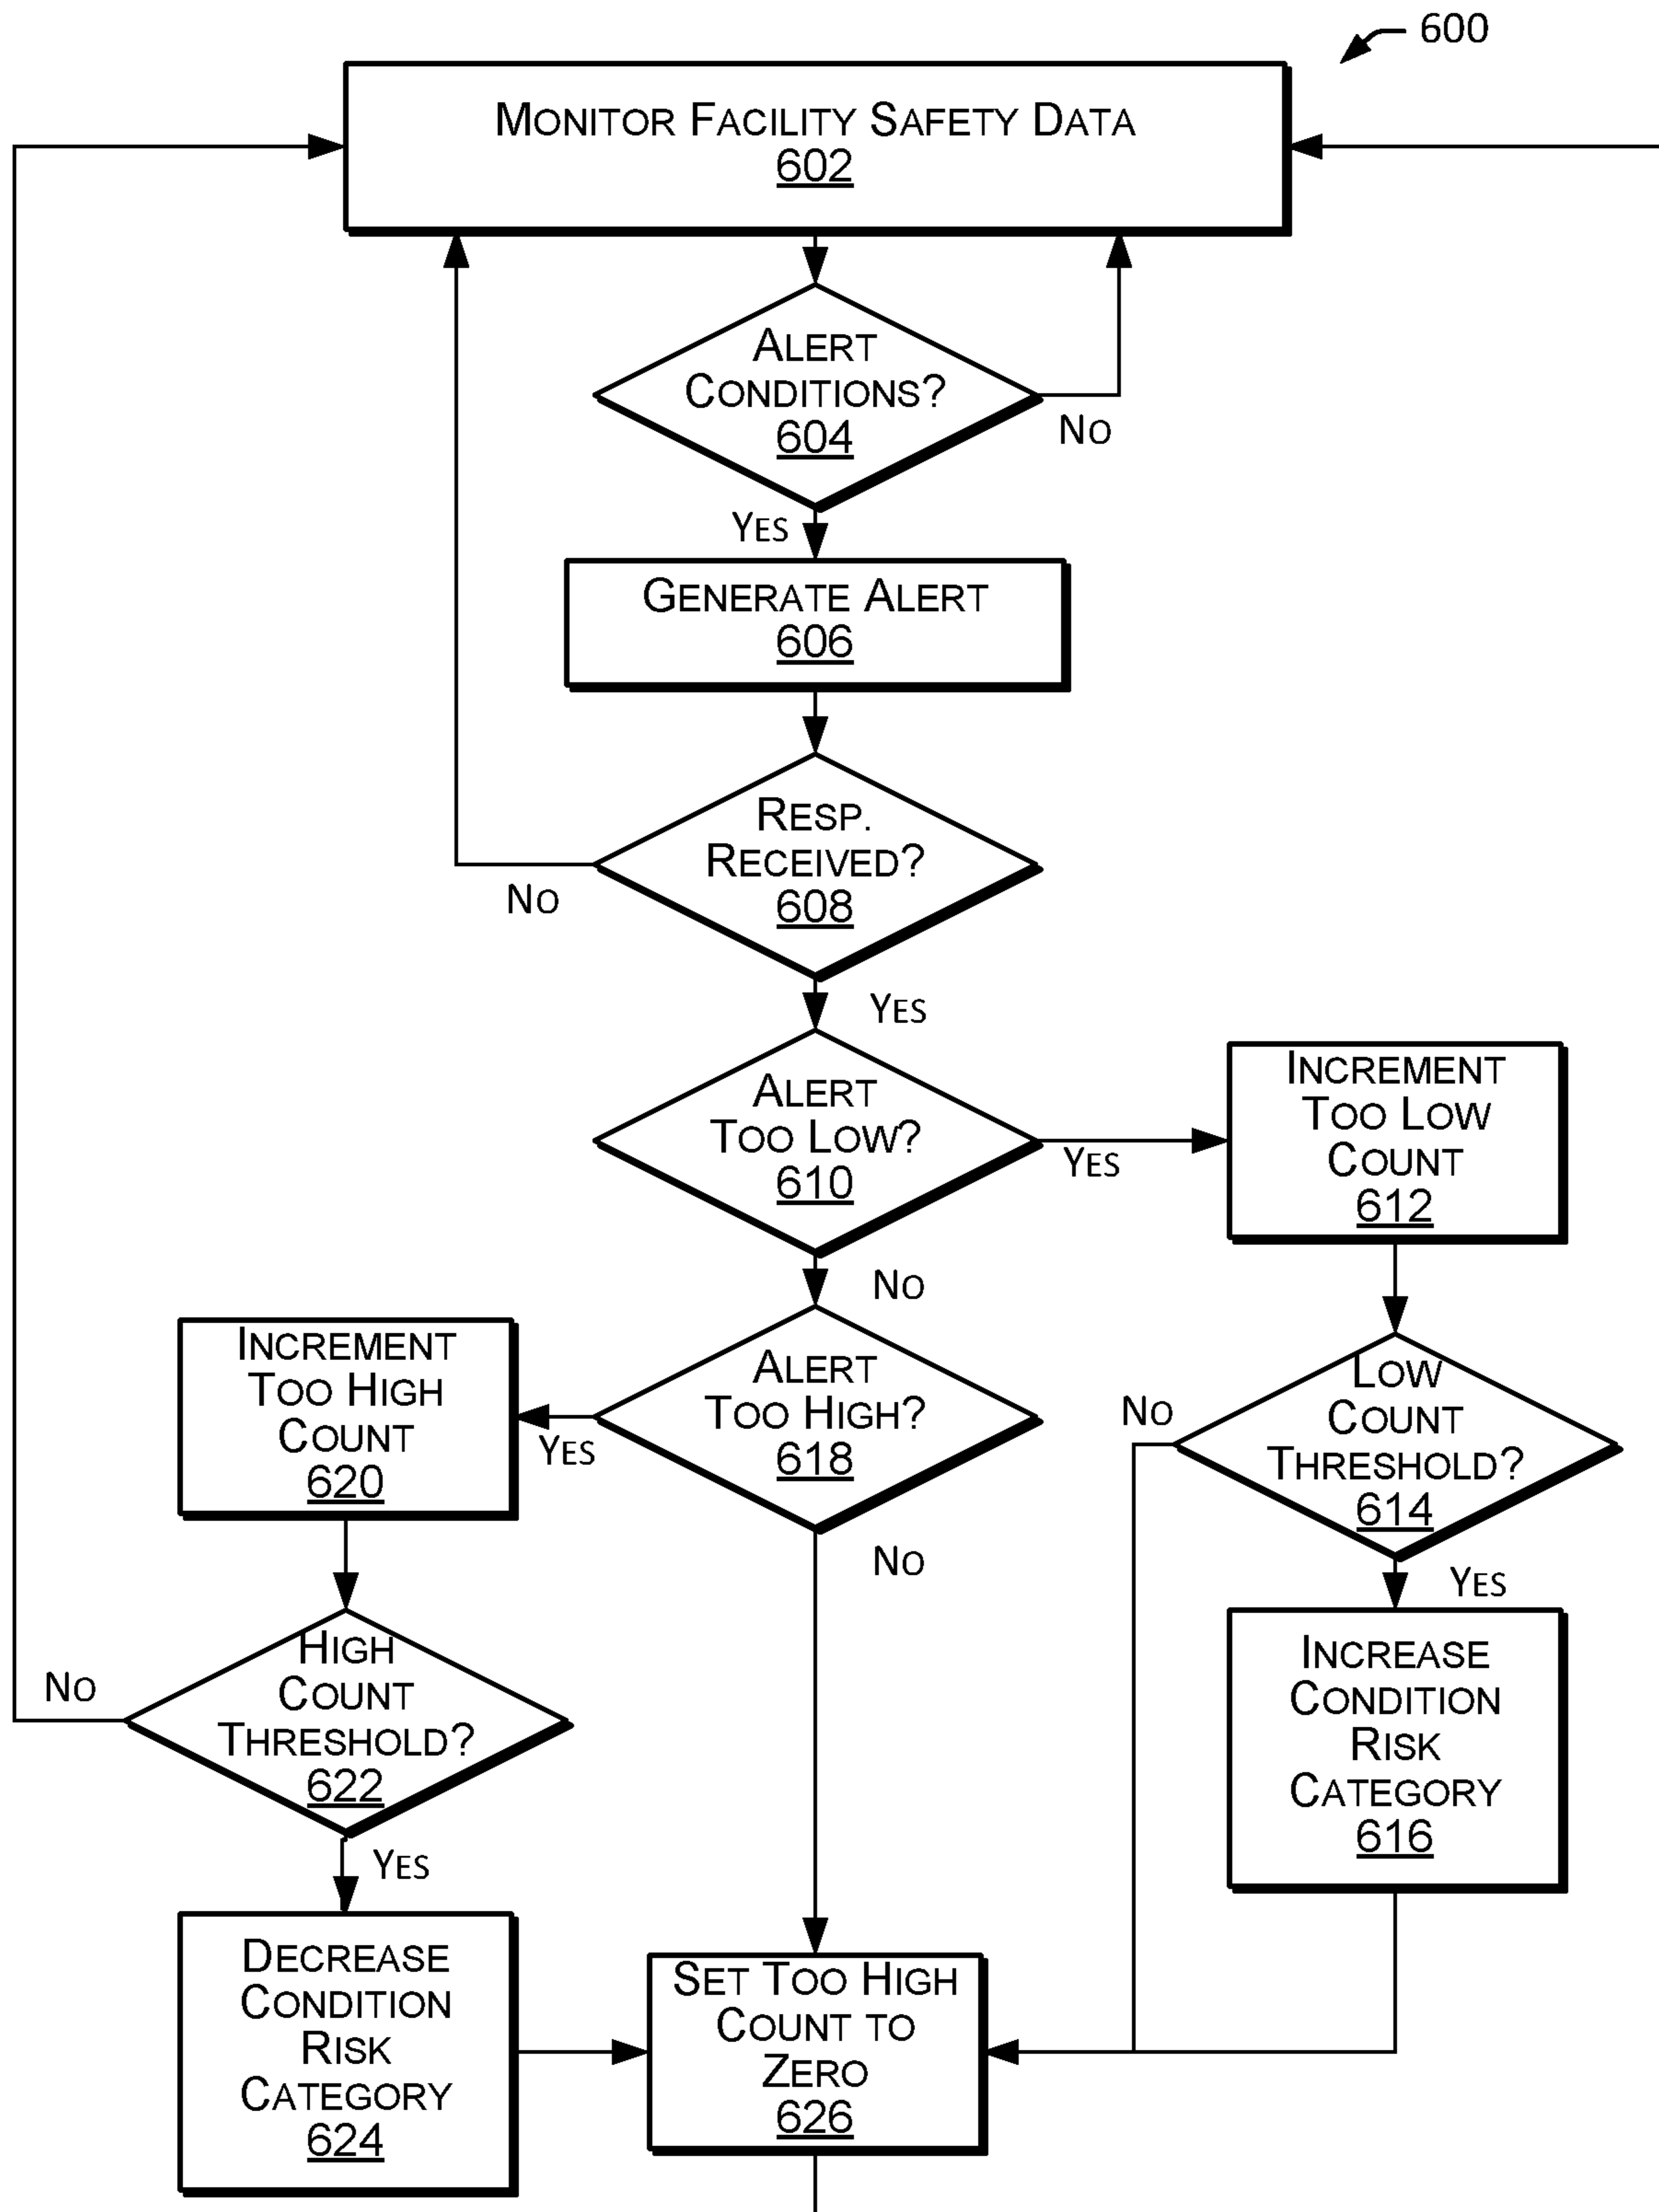 600
MONITOR FACILITY SAFETY DATA
602
ALERT
CONDITIONS?
604
NO
YES
GENERATE ALERT
606
RESP.
RECEIVED?
608
NO
YES
ALERT
TOO LOW?
610
YES
INCREMENT
TOO LOW
COUNT
612
NO
INCREMENT
TOO HIGH
COUNT
620
YES
ALERT
TOO HIGH?
618
NO
LOW
COUNT
THRESHOLD?
614
NO
YES
HIGH
COUNT
THRESHOLD?
622
NO
YES
INCREASE
CONDITION
RISK
CATEGORY
616
DECREASE
CONDITION
RISK
CATEGORY
624
SET TOO HIGH
COUNT TO
ZERO
626